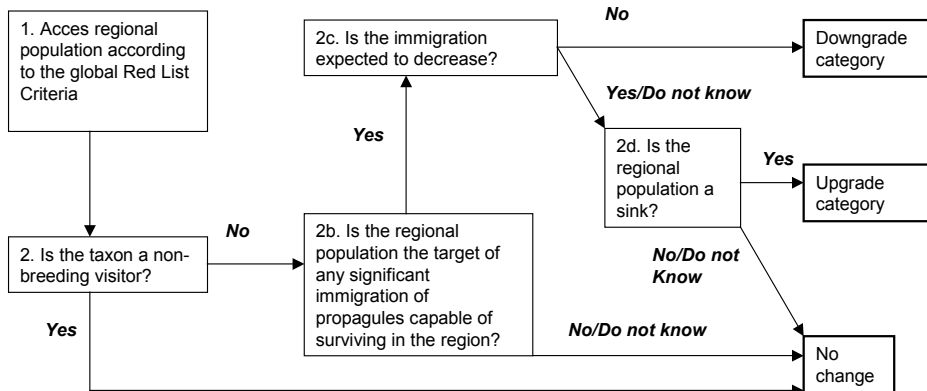 1. Acces regional
population according
to the global Red List
Criteria
2. Is the taxon a non-
breeding visitor?
Yes
No
2b. Is the regional
population the target of
any significant
immigration of
propagules capable of
surviving in the region?
Yes
No/Do not know
2c. Is the immigration
expected to decrease?
No
Yes/Do not know
2d. Is the
regional
population a
sink?
Yes
No/Do not
Know
Downgrade
category
Upgrade
category
No
change